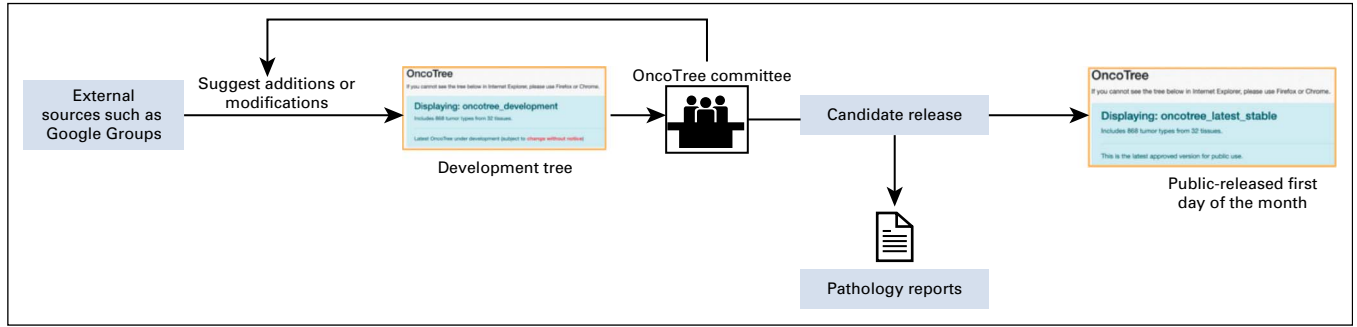 External
sources such as
Google Groups
Suggest additions or
modifications
OncoTree
If you cannot see the tree below in Internet Explorer, please use Firefox or Chrome.
Displaying: oncotree_development
Includes 868 tumor types from 32 tissues.
Latest OncoTree under development (subject to change without notice)
Development tree
OncoTree committee
Candidate release
Pathology reports
OncoTree
If you cannot see the tree below in Internet Explorer, please use Firefox or Chrome.
Displaying: oncotree_latest_stable
Includes 868 tumor types from 32 tissues.
This is the latest approved version for public use.
Public-released first
day of the month